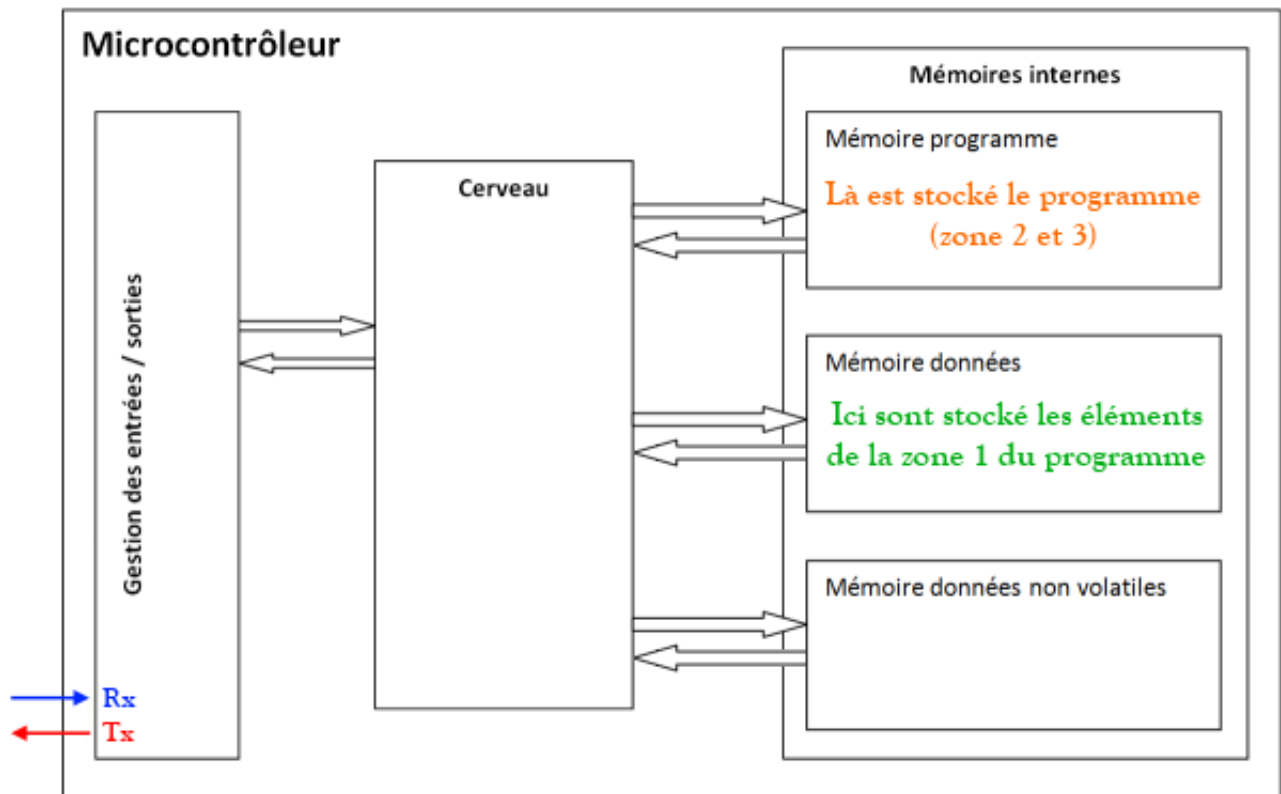 Microcontrôleur
Gestion des entrées / sorties
Rx
Tx
Cerveau
Mémoires internes
Mémoire programme
Là est stocké le programme
(zone 2 et 3)
Mémoire données
Ici sont stocké les éléments
de la zone 1 du programme
Mémoire données non volatiles